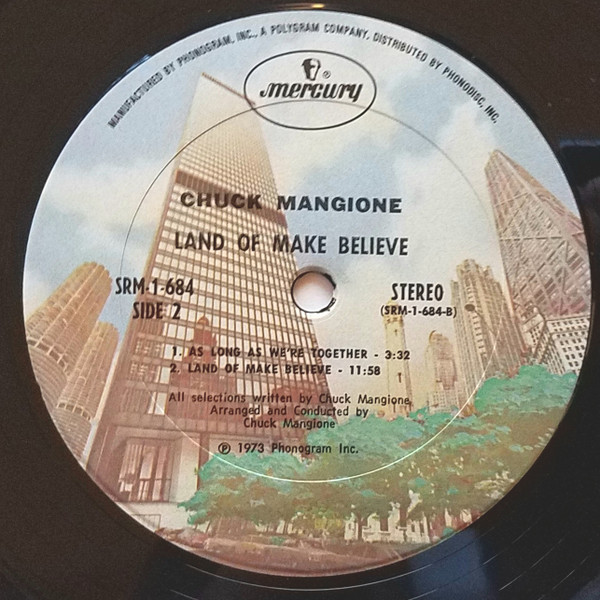 MANUFACTURED BY PHONOGRAM, INC., A POLYGRAM COMPANY, DISTRIBUTED BY PHONODISC, INC.
mercury®
CHUCK MANGIONE
LAND OF MAKE BELIEVE
SRM-1-684
SIDE 2
STEREO
(SRM-1-684-B)
1. AS LONG AS WE'RE TOGETHER - 3:32
2. LAND OF MAKE BELIEVE - 11:58
All selections written by Chuck Mangione
Arranged and Conducted by
Chuck Mangione
℗ 1973 Phonogram Inc.